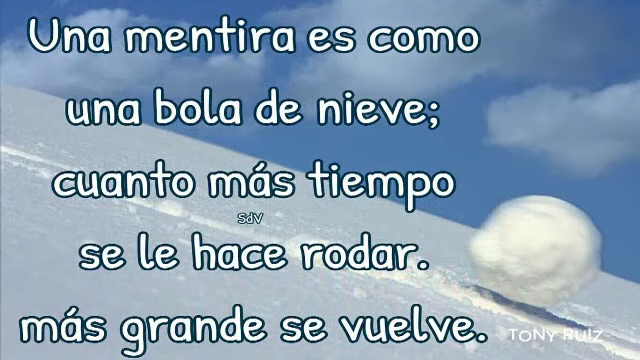 Una mentira es como
una bola de nieve;
cuanto más tiempo
SdV
se le hace rodar.
más grande se vuelve.
TONY RUÍZ